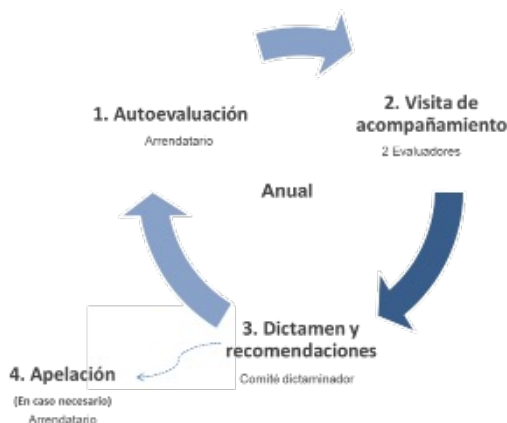 1. Autoevaluación
Arrendatario
2. Visita de
acompañamiento
2 Evaluadores
Anual
3. Dictamen y
recomendaciones
Comité dictaminador
4. Apelación
(En caso necesario)
Arrendatario